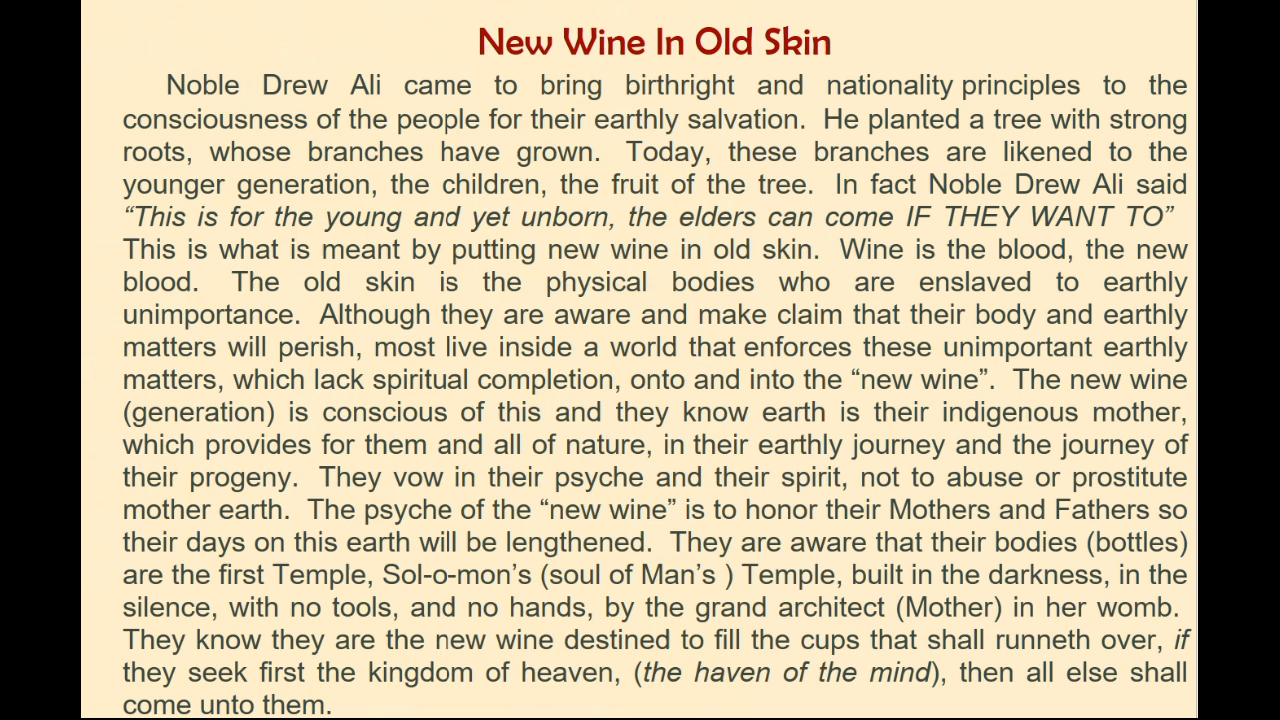 New Wine In Old Skin
Noble Drew Ali came to bring birthright and nationality principles to the
consciousness of the people for their earthly salvation. He planted a tree with strong
roots, whose branches have grown. Today, these branches are likened to the
younger generation, the children, the fruit of the tree. In fact Noble Drew Ali said
“This is for the young and yet unborn, the elders can come IF THEY WANT TO”
This is what is meant by putting new wine in old skin. Wine is the blood, the new
blood. The old skin is the physical bodies who are enslaved to earthly
unimportance. Although they are aware and make claim that their body and earthly
matters will perish, most live inside a world that enforces these unimportant earthly
matters, which lack spiritual completion, onto and into the “new wine”. The new wine
(generation) is conscious of this and they know earth is their indigenous mother,
which provides for them and all of nature, in their earthly journey and the journey of
their progeny. They vow in their psyche and their spirit, not to abuse or prostitute
mother earth. The psyche of the “new wine” is to honor their Mothers and Fathers so
their days on this earth will be lengthened. They are aware that their bodies (bottles)
are the first Temple, Sol-o-mon’s (soul of Man’s ) Temple, built in the darkness, in the
silence, with no tools, and no hands, by the grand architect (Mother) in her womb.
They know they are the new wine destined to fill the cups that shall runneth over, if
they seek first the kingdom of heaven, (the haven of the mind), then all else shall
come unto them.